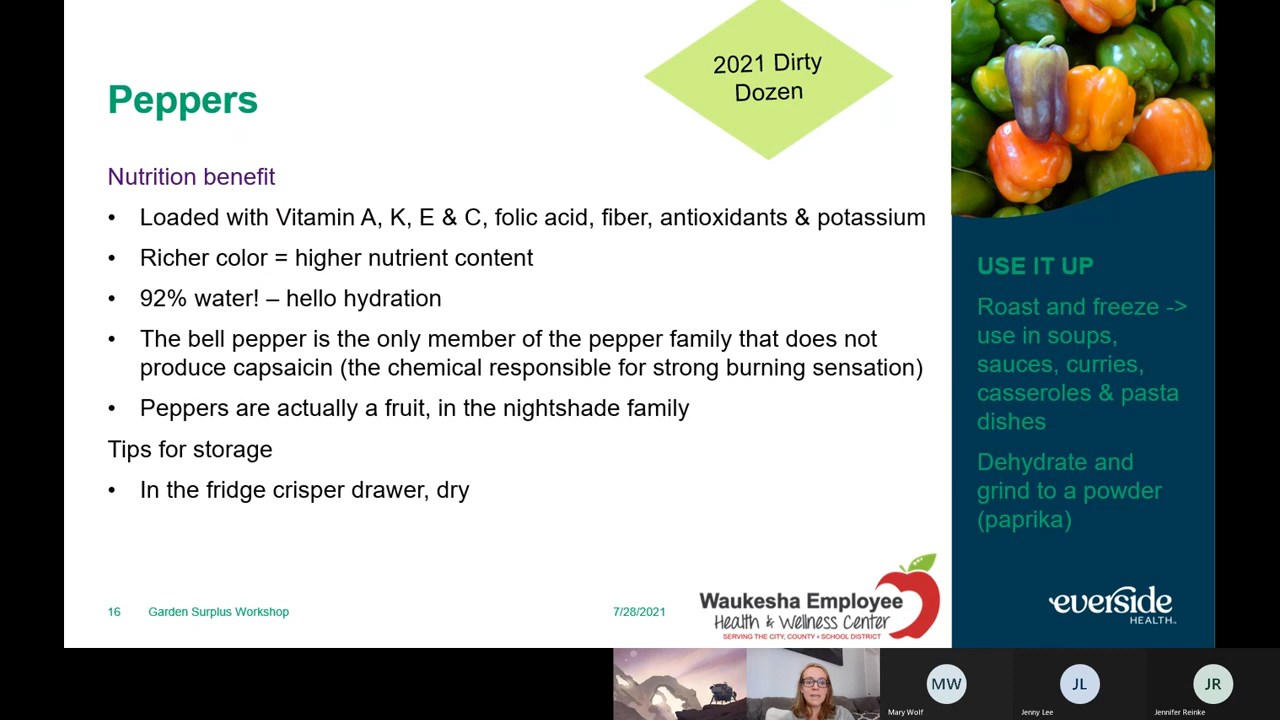 2021 Dirty
Dozen
Peppers
Nutrition benefit
• Loaded with Vitamin A, K, E & C, folic acid, fiber, antioxidants & potassium
• Richer color = higher nutrient content
• 92% water! – hello hydration
• The bell pepper is the only member of the pepper family that does not
produce capsaicin (the chemical responsible for strong burning sensation)
• Peppers are actually a fruit, in the nightshade family
Tips for storage
• In the fridge crisper drawer, dry
USE IT UP
Roast and freeze ->
use in soups,
sauces, curries,
casseroles & pasta
dishes
Dehydrate and
grind to a powder
(paprika)
16 Garden Surplus Workshop 7/28/2021
Waukesha Employee
Health & Wellness Center
SERVING THE CITY, COUNTY + SCHOOL DISTRICT
everside
HEALTH™
MW
Mary Wolf
JL
Jenny Lee
JR
Jennifer Reinke